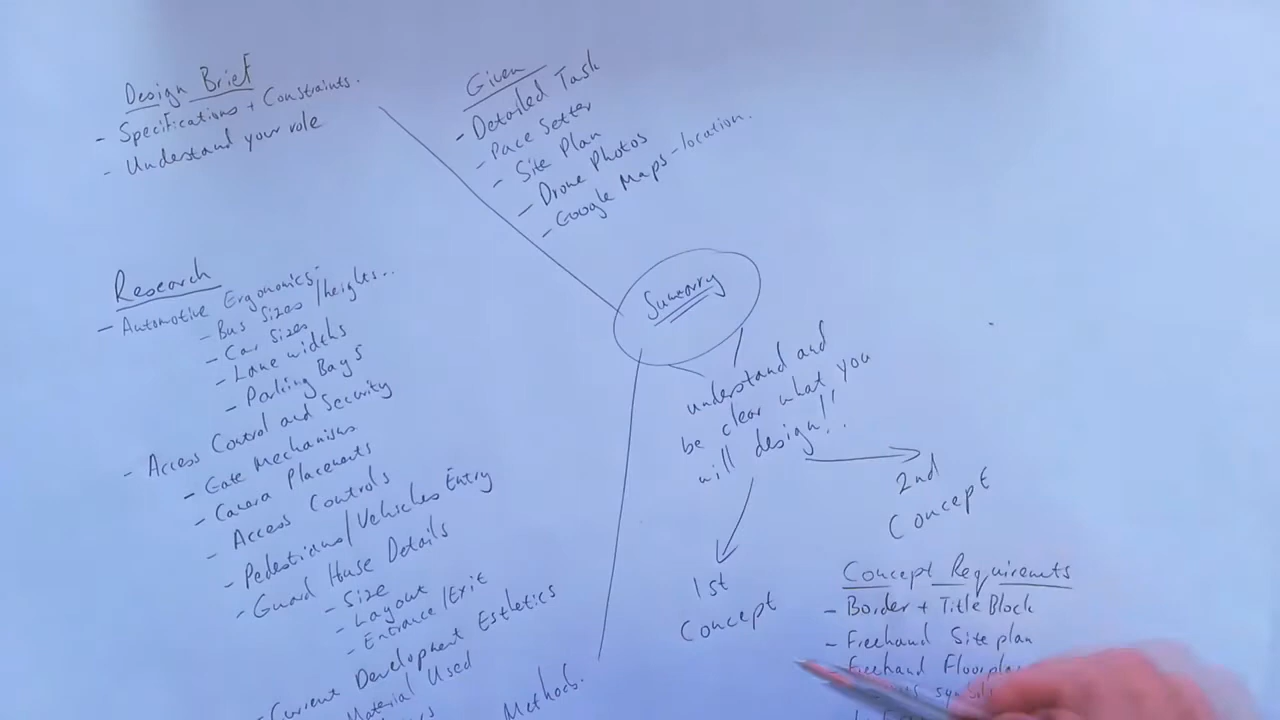 Design Brief
- Specifications + Constraints.
- Understand your role
Given
- Detailed Task
- Pace Setter
- Site Plan
- Drone Photos
- Google Maps - location.
Research
- Automotive Ergonomics:
- Bus Sizes/heights...
- Car Sizes
- Lane widths
- Parking Bays
- Access Control and Security
- Gate Mechanisms
- Camera Placements
- Access Controls
- Pedestrians/Vehicles Entry
- Guard House Details
- Size
- Layout
- Entrance/Exit
- Current Development Estletics
Material Used
Methods.
Summary
understand and
be clear what you
will design!!
1st
Concept
2nd
Concept
Concept Requirements
- Border + Title Block
- Freehand Site plan
- Freehand